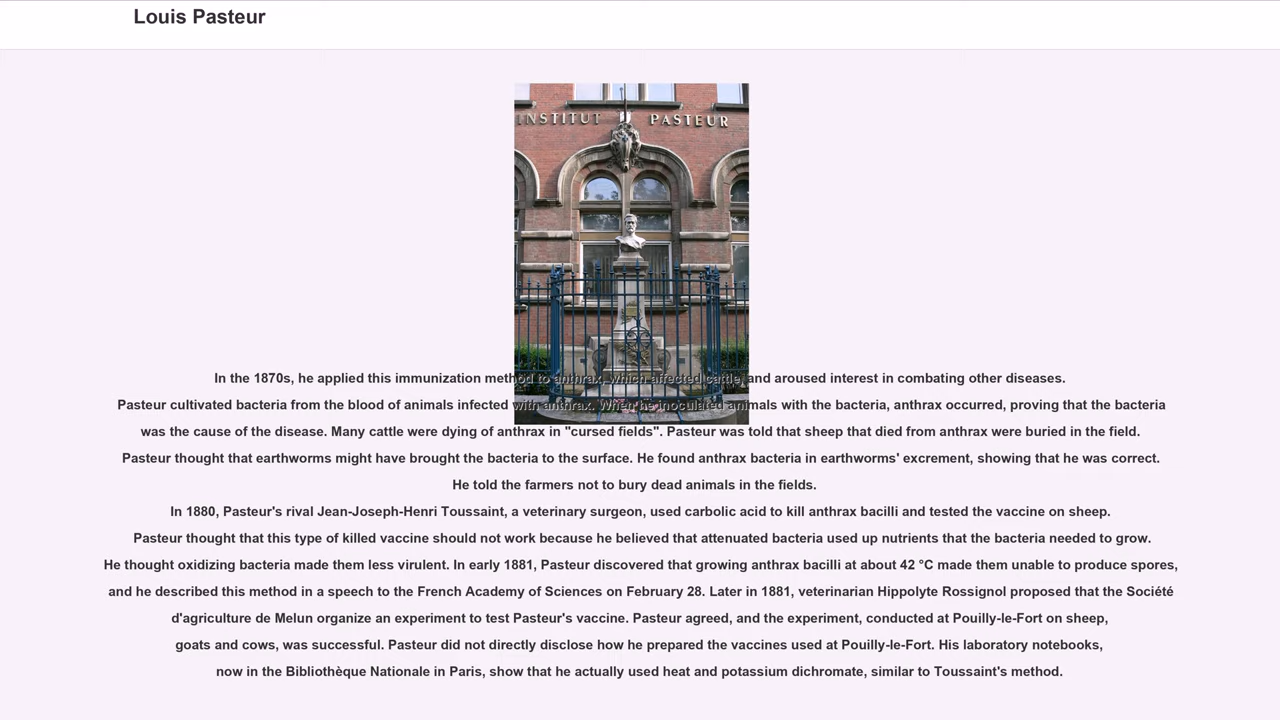 Louis Pasteur
INSTITUT PASTEUR
In the 1870s, he applied this immunization method to anthrax, which affected cattle, and aroused interest in combating other diseases.
Pasteur cultivated bacteria from the blood of animals infected with anthrax. When he inoculated animals with the bacteria, anthrax occurred, proving that the bacteria
was the cause of the disease. Many cattle were dying of anthrax in "cursed fields". Pasteur was told that sheep that died from anthrax were buried in the field.
Pasteur thought that earthworms might have brought the bacteria to the surface. He found anthrax bacteria in earthworms' excrement, showing that he was correct.
He told the farmers not to bury dead animals in the fields.
In 1880, Pasteur's rival Jean-Joseph-Henri Toussaint, a veterinary surgeon, used carbolic acid to kill anthrax bacilli and tested the vaccine on sheep.
Pasteur thought that this type of killed vaccine should not work because he believed that attenuated bacteria used up nutrients that the bacteria needed to grow.
He thought oxidizing bacteria made them less virulent. In early 1881, Pasteur discovered that growing anthrax bacilli at about 42 °C made them unable to produce spores,
and he described this method in a speech to the French Academy of Sciences on February 28. Later in 1881, veterinarian Hippolyte Rossignol proposed that the Société
d'agriculture de Melun organize an experiment to test Pasteur's vaccine. Pasteur agreed, and the experiment, conducted at Pouilly-le-Fort on sheep,
goats and cows, was successful. Pasteur did not directly disclose how he prepared the vaccines used at Pouilly-le-Fort. His laboratory notebooks,
now in the Bibliothèque Nationale in Paris, show that he actually used heat and potassium dichromate, similar to Toussaint's method.